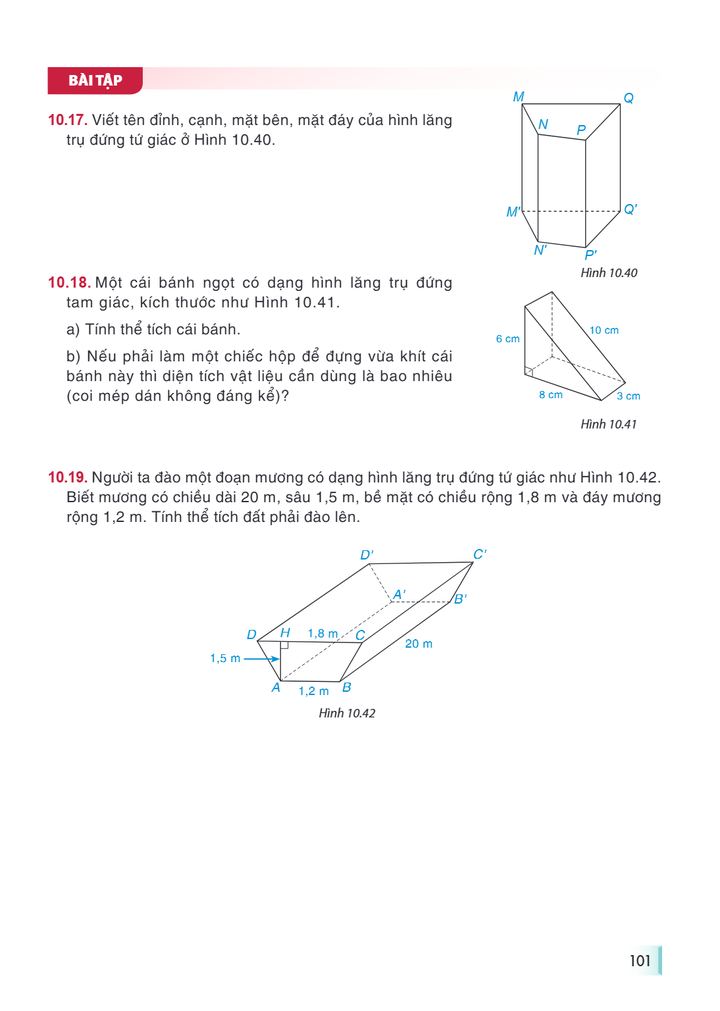 BÀI TẬP
10.17. Viết tên đỉnh, cạnh, mặt bên, mặt đáy của hình lăng
trụ đứng tứ giác ở Hình 10.40.
M
Q
N
P
M'
Q'
N'
P'
Hình 10.40
10.18. Một cái bánh ngọt có dạng hình lăng trụ đứng
tam giác, kích thước như Hình 10.41.
a) Tính thể tích cái bánh.
b) Nếu phải làm một chiếc hộp để đựng vừa khít cái
bánh này thì diện tích vật liệu cần dùng là bao nhiêu
(coi mép dán không đáng kể)?
6 cm
10 cm
8 cm
3 cm
Hình 10.41
10.19. Người ta đào một đoạn mương có dạng hình lăng trụ đứng tứ giác như Hình 10.42.
Biết mương có chiều dài 20 m, sâu 1,5 m, bề mặt có chiều rộng 1,8 m và đáy mương
rộng 1,2 m. Tính thể tích đất phải đào lên.
D'
C'
A'
B'
D
H
1,8 m
C
20 m
1,5 m
A
1,2 m
B
Hình 10.42
101